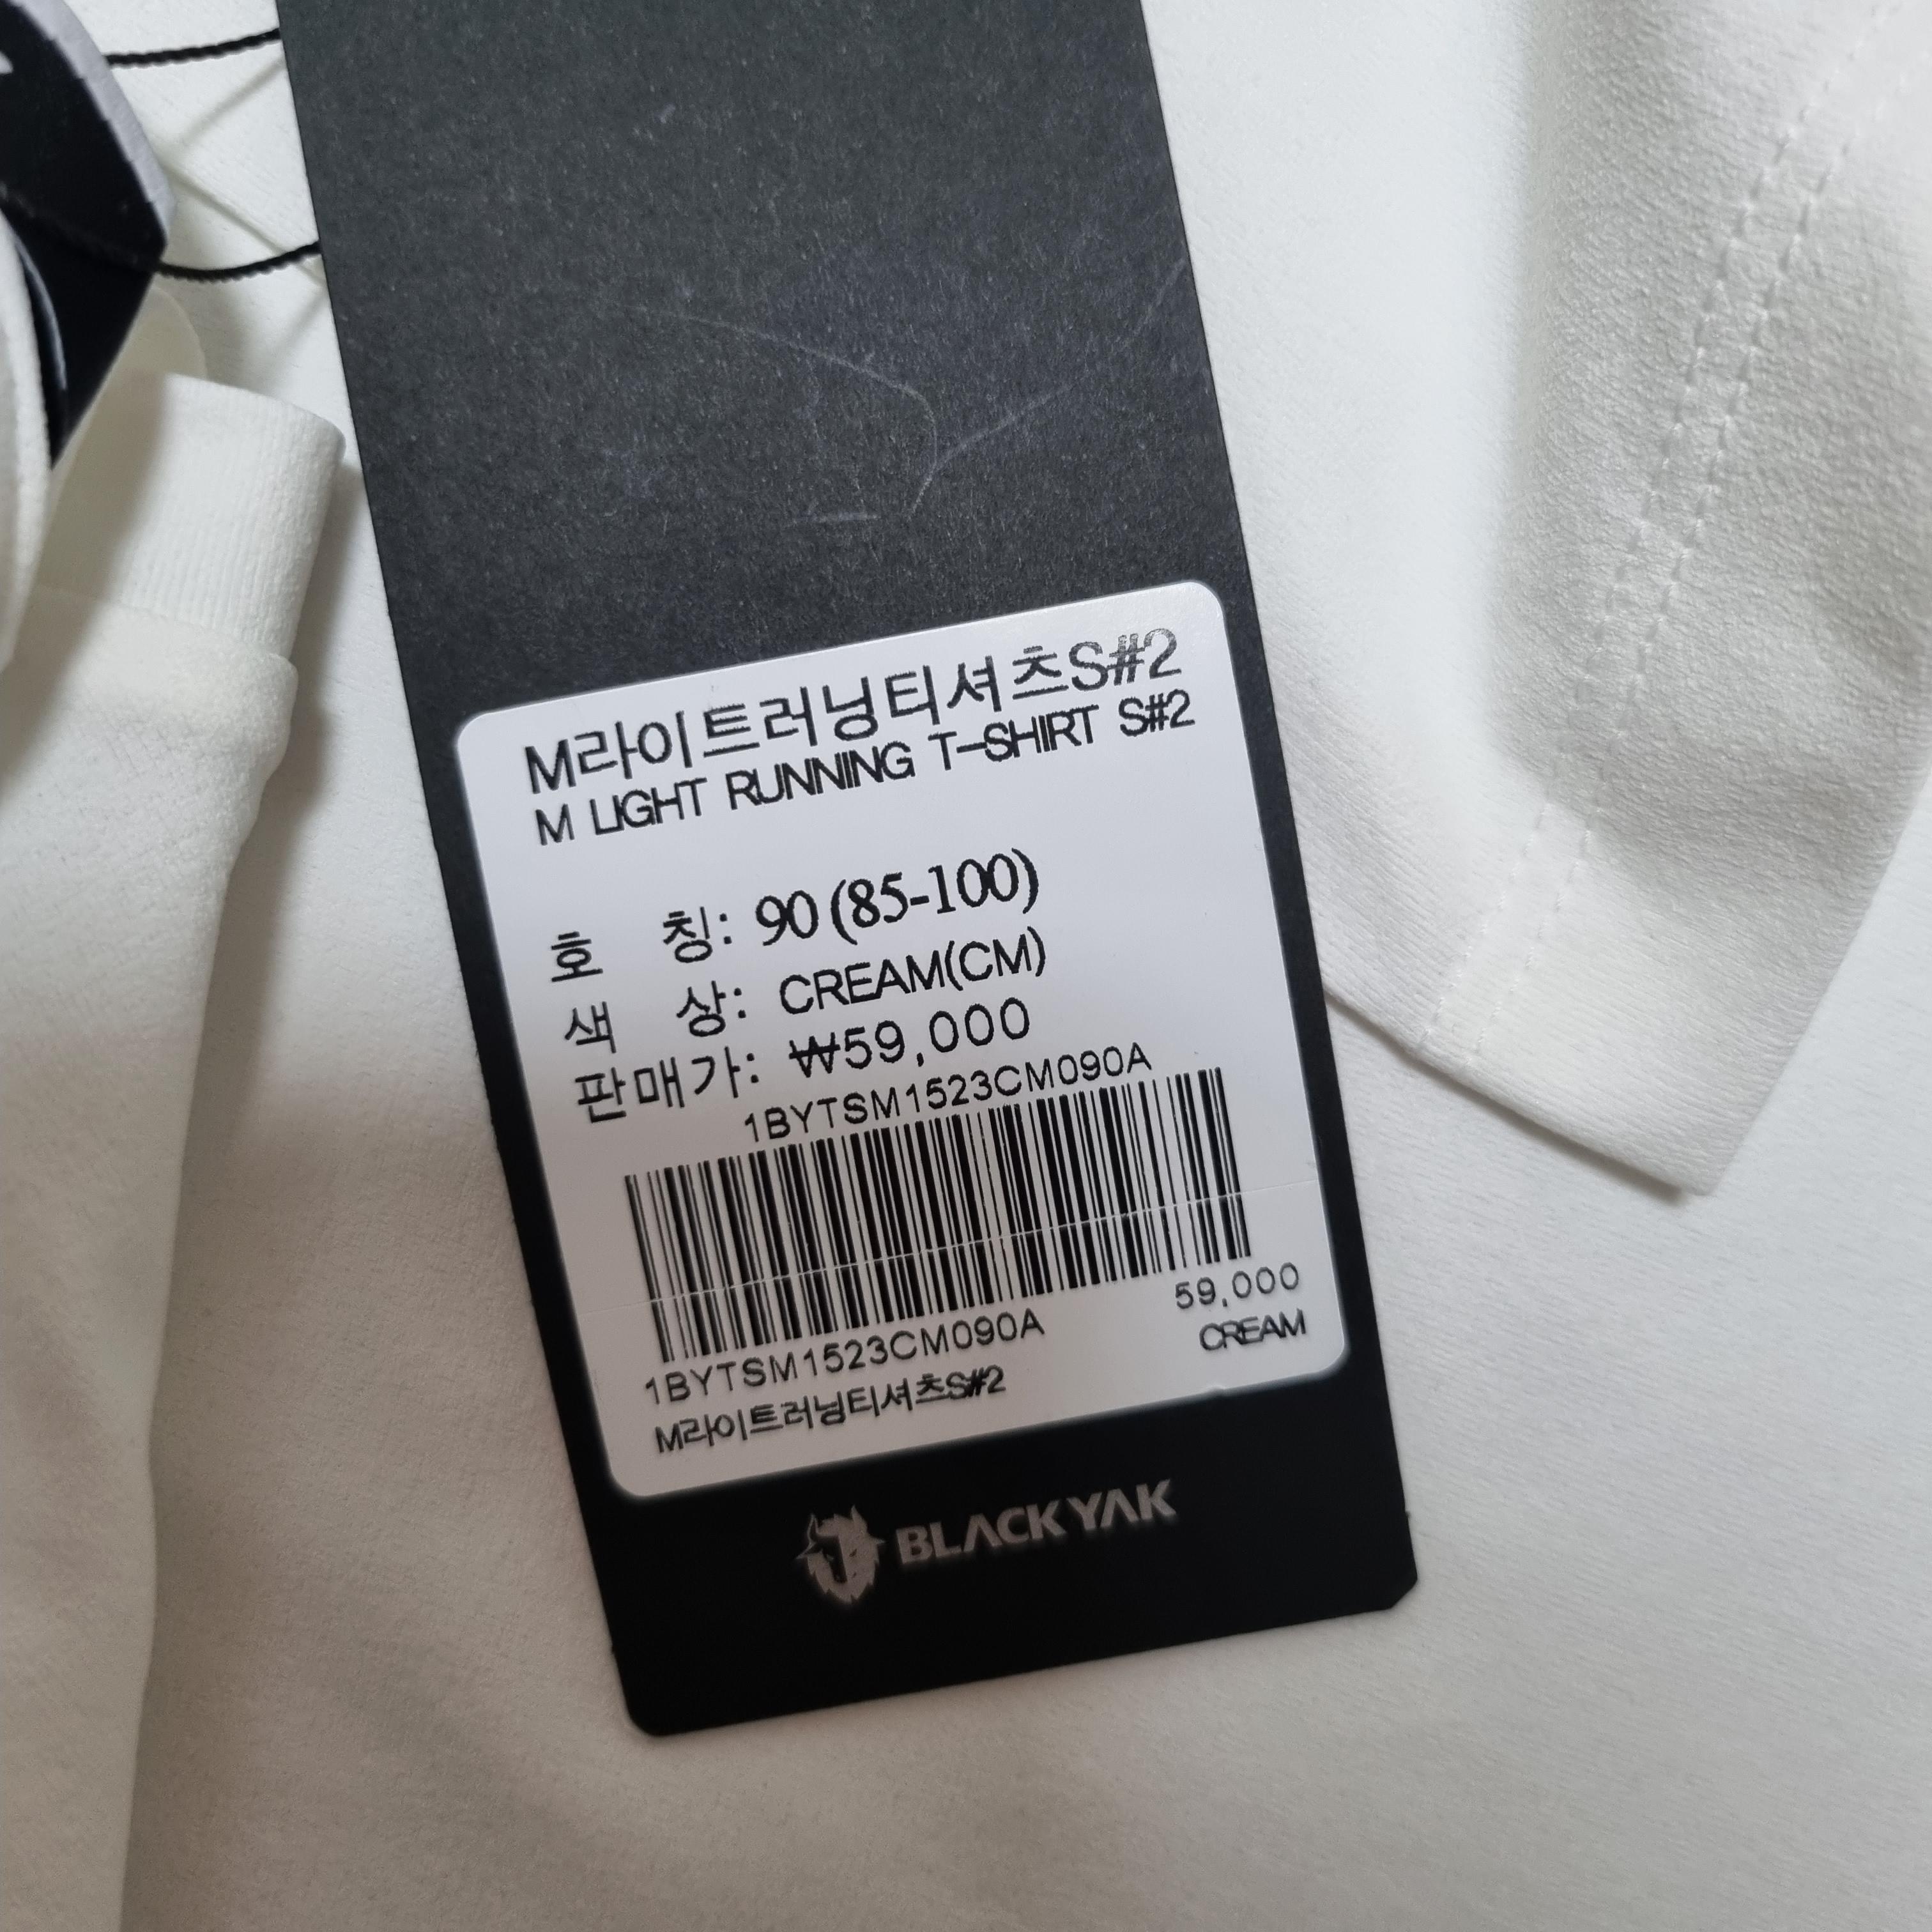 M라이트러닝티셔츠S#2
M LIGHT RUNNING T-SHIRT S#2
호 칭: 90(85-100)
색 상: CREAM(CM)
판매가: ₩59,000
1BYTSM1523CM090A
1BYTSM1523CM090A 59,000
M라이트러닝티셔츠S#2 CREAM
BLACKYAK